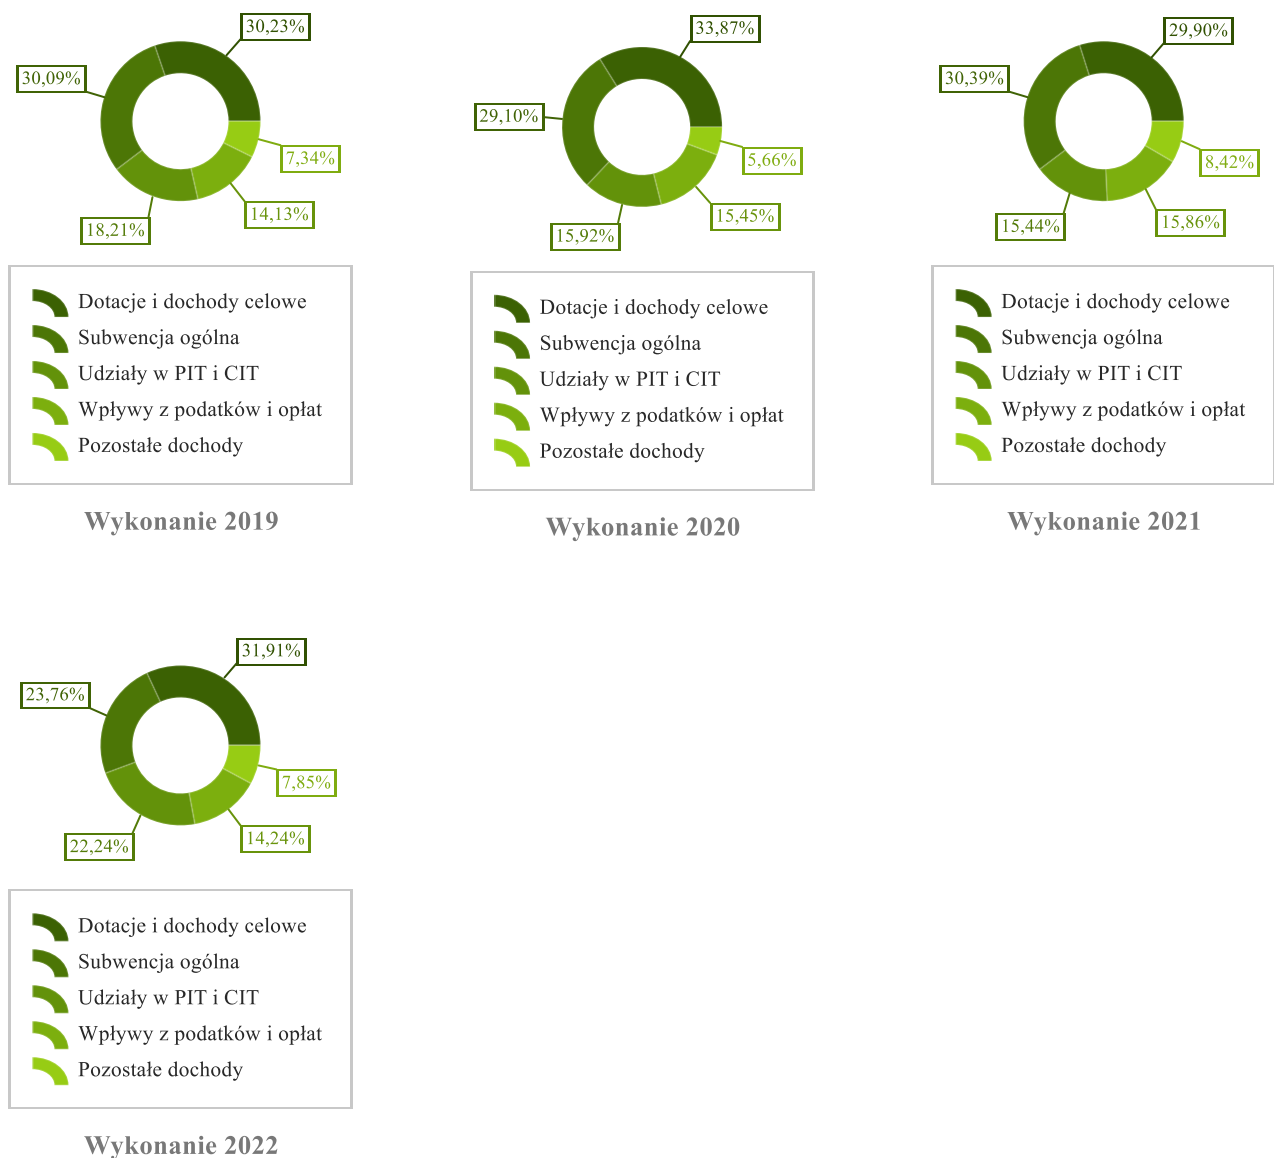 30,23%
30,09%
7,34%
14,13%
18,21%
Dotacje i dochody celowe
Subwencja ogólna
Udziały w PIT i CIT
Wpływy z podatków i opłat
Pozostałe dochody
Wykonanie 2019
33,87%
29,10%
5,66%
15,45%
15,92%
Dotacje i dochody celowe
Subwencja ogólna
Udziały w PIT i CIT
Wpływy z podatków i opłat
Pozostałe dochody
Wykonanie 2020
29,90%
30,39%
8,42%
15,86%
15,44%
Dotacje i dochody celowe
Subwencja ogólna
Udziały w PIT i CIT
Wpływy z podatków i opłat
Pozostałe dochody
Wykonanie 2021
31,91%
23,76%
7,85%
14,24%
22,24%
Dotacje i dochody celowe
Subwencja ogólna
Udziały w PIT i CIT
Wpływy z podatków i opłat
Pozostałe dochody
Wykonanie 2022